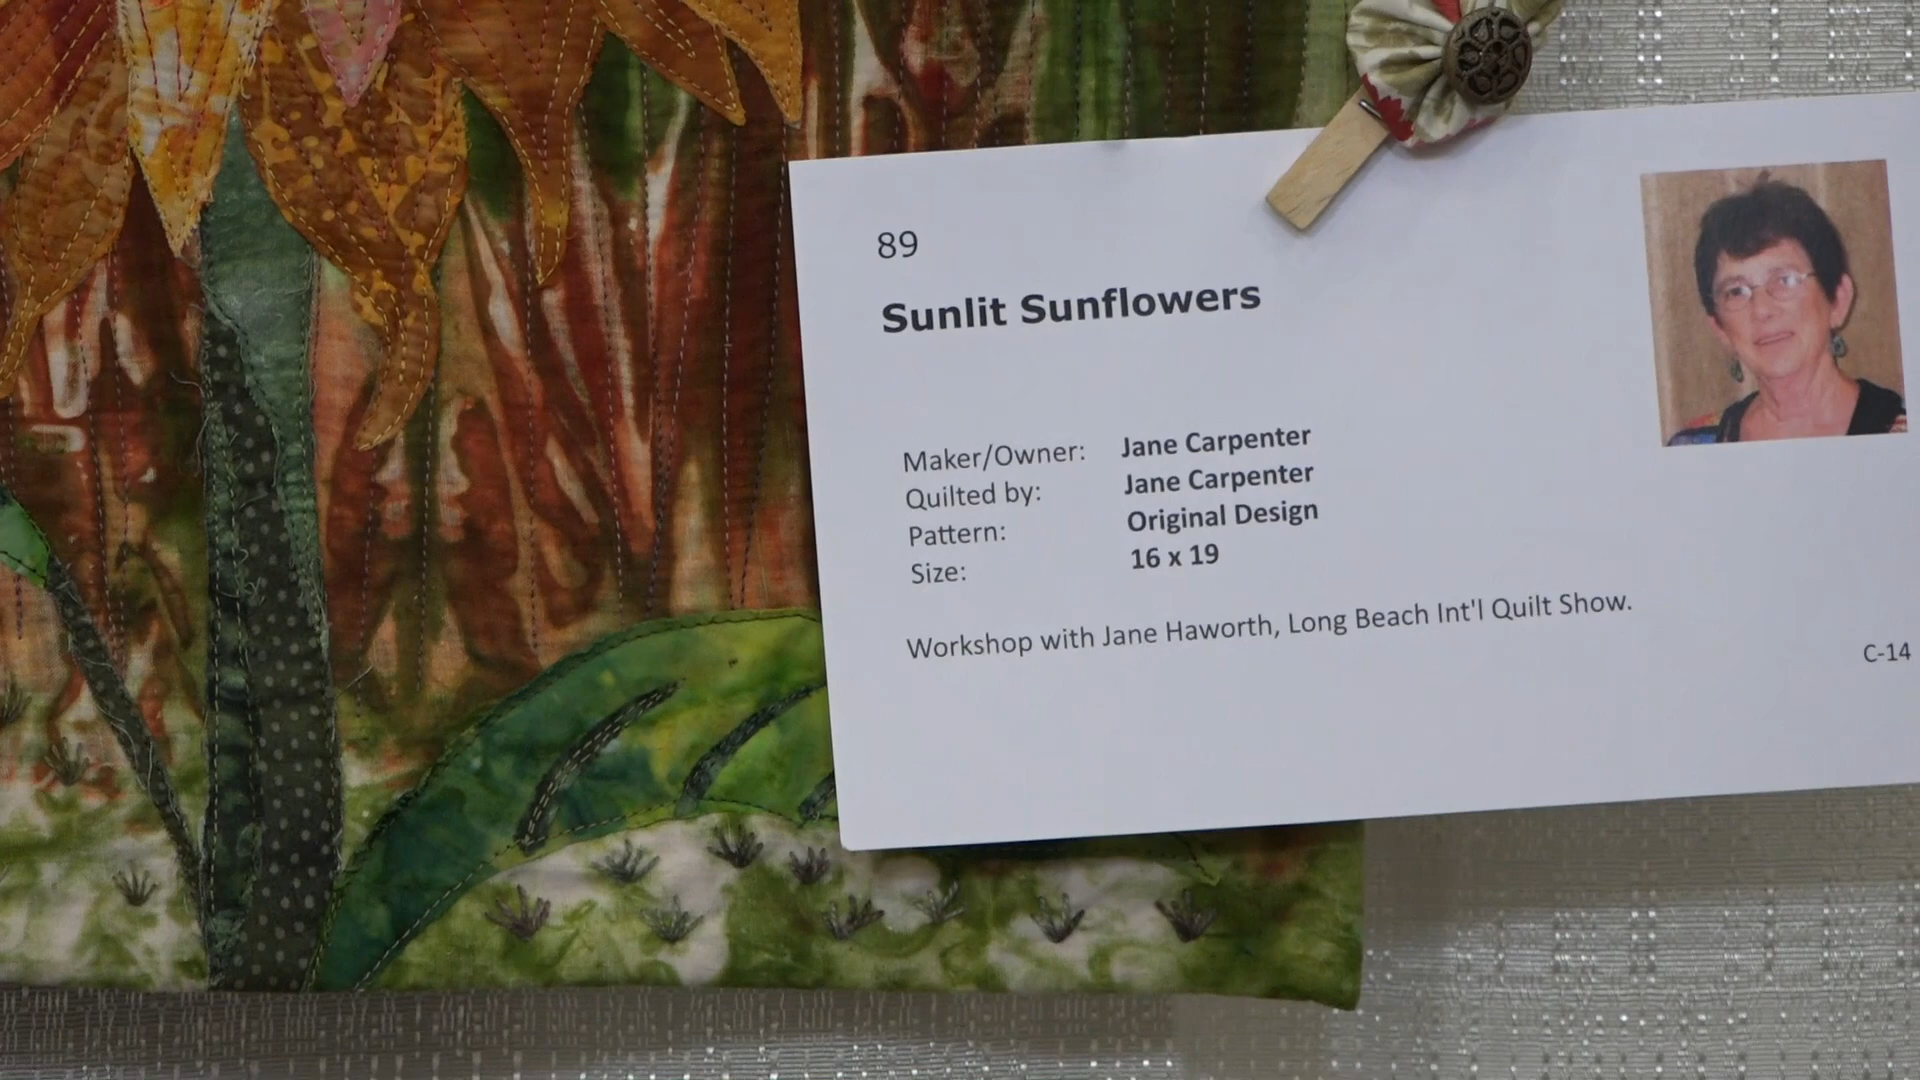 89
Sunlit Sunflowers
Maker/Owner: Jane Carpenter
Quilted by: Jane Carpenter
Pattern: Original Design
Size: 16 x 19
Workshop with Jane Haworth, Long Beach Int'l Quilt Show.
C-14